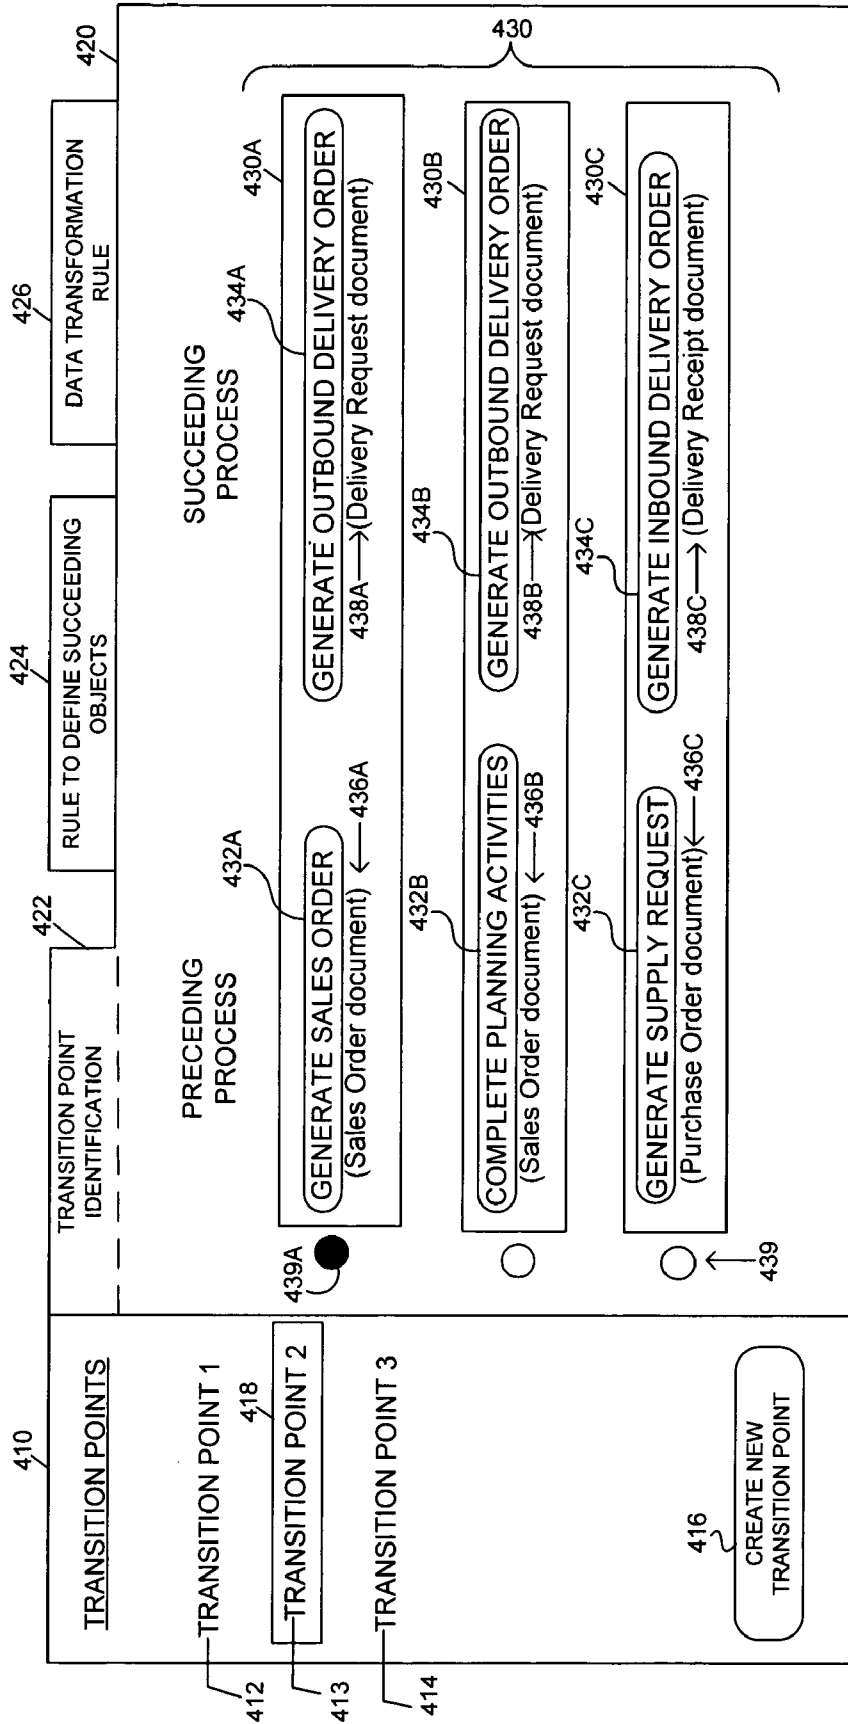 410
TRANSITION POINTS
412
TRANSITION POINT 1
418
413
TRANSITION POINT 2
414
TRANSITION POINT 3
416
CREATE NEW
TRANSITION POINT
420
422
TRANSITION POINT
IDENTIFICATION
424
RULE TO DEFINE SUCCEEDING
OBJECTS
426
DATA TRANSFORMATION
RULE
PRECEDING
PROCESS
SUCCEEDING
PROCESS
430
439A
432A
434A
430A
GENERATE SALES ORDER
GENERATE OUTBOUND DELIVERY ORDER
(Sales Order document)
436A
438A
(Delivery Request document)
432B
434B
430B
COMPLETE PLANNING ACTIVITIES
GENERATE OUTBOUND DELIVERY ORDER
(Sales Order document)
436B
438B
(Delivery Request document)
432C
434C
430C
GENERATE SUPPLY REQUEST
GENERATE INBOUND DELIVERY ORDER
(Purchase Order document)
436C
438C
(Delivery Receipt document)
439